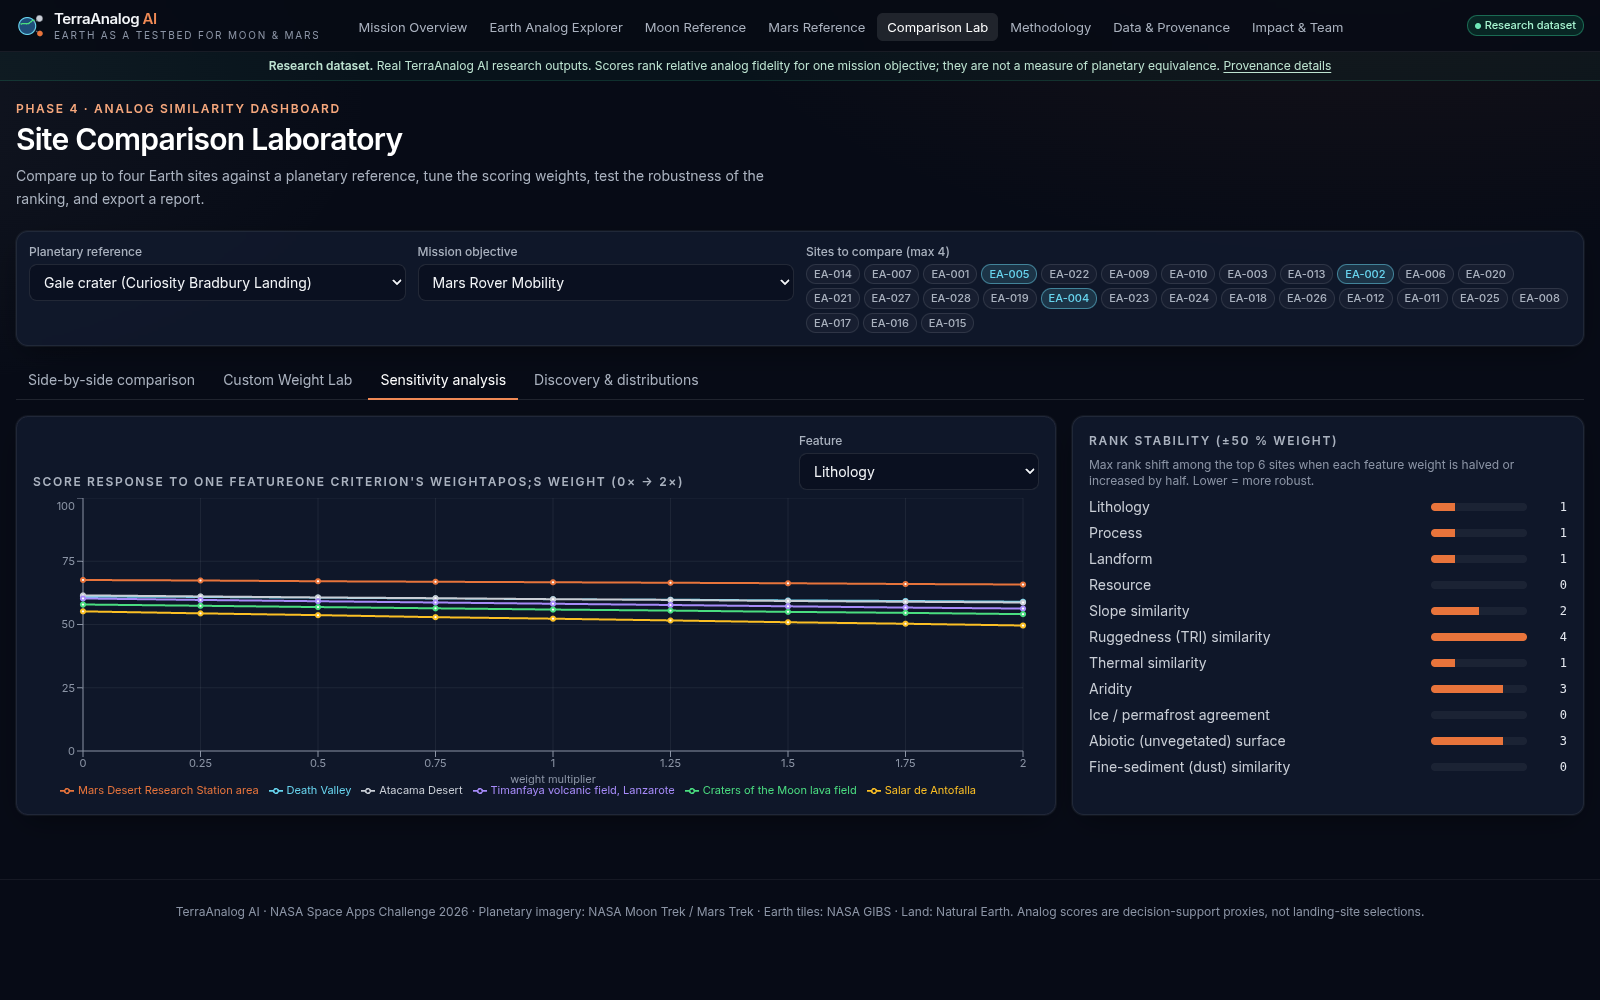 TerraAnalog AI
EARTH AS A TESTBED FOR MOON & MARS
Mission Overview
Earth Analog Explorer
Moon Reference
Mars Reference
Comparison Lab
Methodology
Data & Provenance
Impact & Team
Research dataset
Research dataset. Real TerraAnalog AI research outputs. Scores rank relative analog fidelity for one mission objective; they are not a measure of planetary equivalence. Provenance details
PHASE 4 · ANALOG SIMILARITY DASHBOARD
Site Comparison Laboratory
Compare up to four Earth sites against a planetary reference, tune the scoring weights, test the robustness of the
ranking, and export a report.
Planetary reference
Gale crater (Curiosity Bradbury Landing)
Mission objective
Mars Rover Mobility
Sites to compare (max 4)
EA-014 EA-007 EA-001 EA-005 EA-022 EA-009 EA-010 EA-003 EA-013 EA-002 EA-006 EA-020
EA-021 EA-027 EA-028 EA-019 EA-004 EA-023 EA-024 EA-018 EA-026 EA-012 EA-011 EA-025 EA-008
EA-017 EA-016 EA-015
Side-by-side comparison
Custom Weight Lab
Sensitivity analysis
Discovery & distributions
Feature
Lithology
SCORE RESPONSE TO ONE FEATUREONE CRITERION'S WEIGHTAPOS;S WEIGHT (0× → 2×)
100
75
50
25
0
0 0.25 0.5 0.75 1 1.25 1.5 1.75 2
weight multiplier
Mars Desert Research Station area Death Valley Atacama Desert Timanfaya volcanic field, Lanzarote Craters of the Moon lava field Salar de Antofalla
RANK STABILITY (±50 % WEIGHT)
Max rank shift among the top 6 sites when each feature weight is halved or
increased by half. Lower = more robust.
Lithology 1
Process 1
Landform 1
Resource 0
Slope similarity 2
Ruggedness (TRI) similarity 4
Thermal similarity 1
Aridity 3
Ice / permafrost agreement 0
Abiotic (unvegetated) surface 3
Fine-sediment (dust) similarity 0
TerraAnalog AI · NASA Space Apps Challenge 2026 · Planetary imagery: NASA Moon Trek / Mars Trek · Earth tiles: NASA GIBS · Land: Natural Earth. Analog scores are decision-support proxies, not landing-site selections.